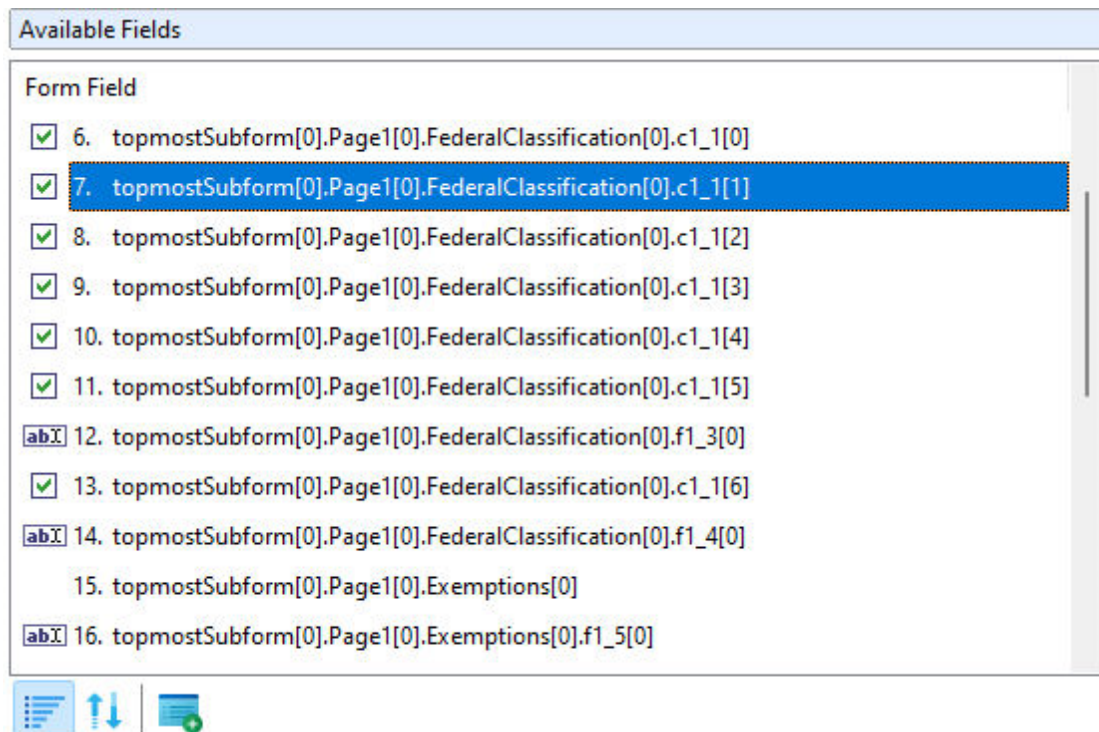 Available Fields
Form Field
6. topmostSubform[0].Page1[0].FederalClassification[0].c1_1[0]
7. topmostSubform[0].Page1[0].FederalClassification[0].c1_1[1]
8. topmostSubform[0].Page1[0].FederalClassification[0].c1_1[2]
9. topmostSubform[0].Page1[0].FederalClassification[0].c1_1[3]
10. topmostSubform[0].Page1[0].FederalClassification[0].c1_1[4]
11. topmostSubform[0].Page1[0].FederalClassification[0].c1_1[5]
abI 12. topmostSubform[0].Page1[0].FederalClassification[0].f1_3[0]
13. topmostSubform[0].Page1[0].FederalClassification[0].c1_1[6]
abI 14. topmostSubform[0].Page1[0].FederalClassification[0].f1_4[0]
15. topmostSubform[0].Page1[0].Exemptions[0]
abI 16. topmostSubform[0].Page1[0].Exemptions[0].f1_5[0]